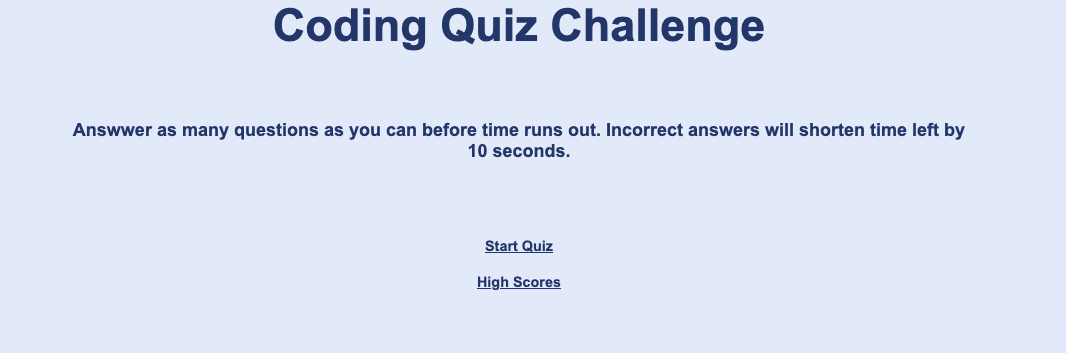 Coding Quiz Challenge
Answwer as many questions as you can before time runs out. Incorrect answers will shorten time left by
10 seconds.
Start Quiz
High Scores